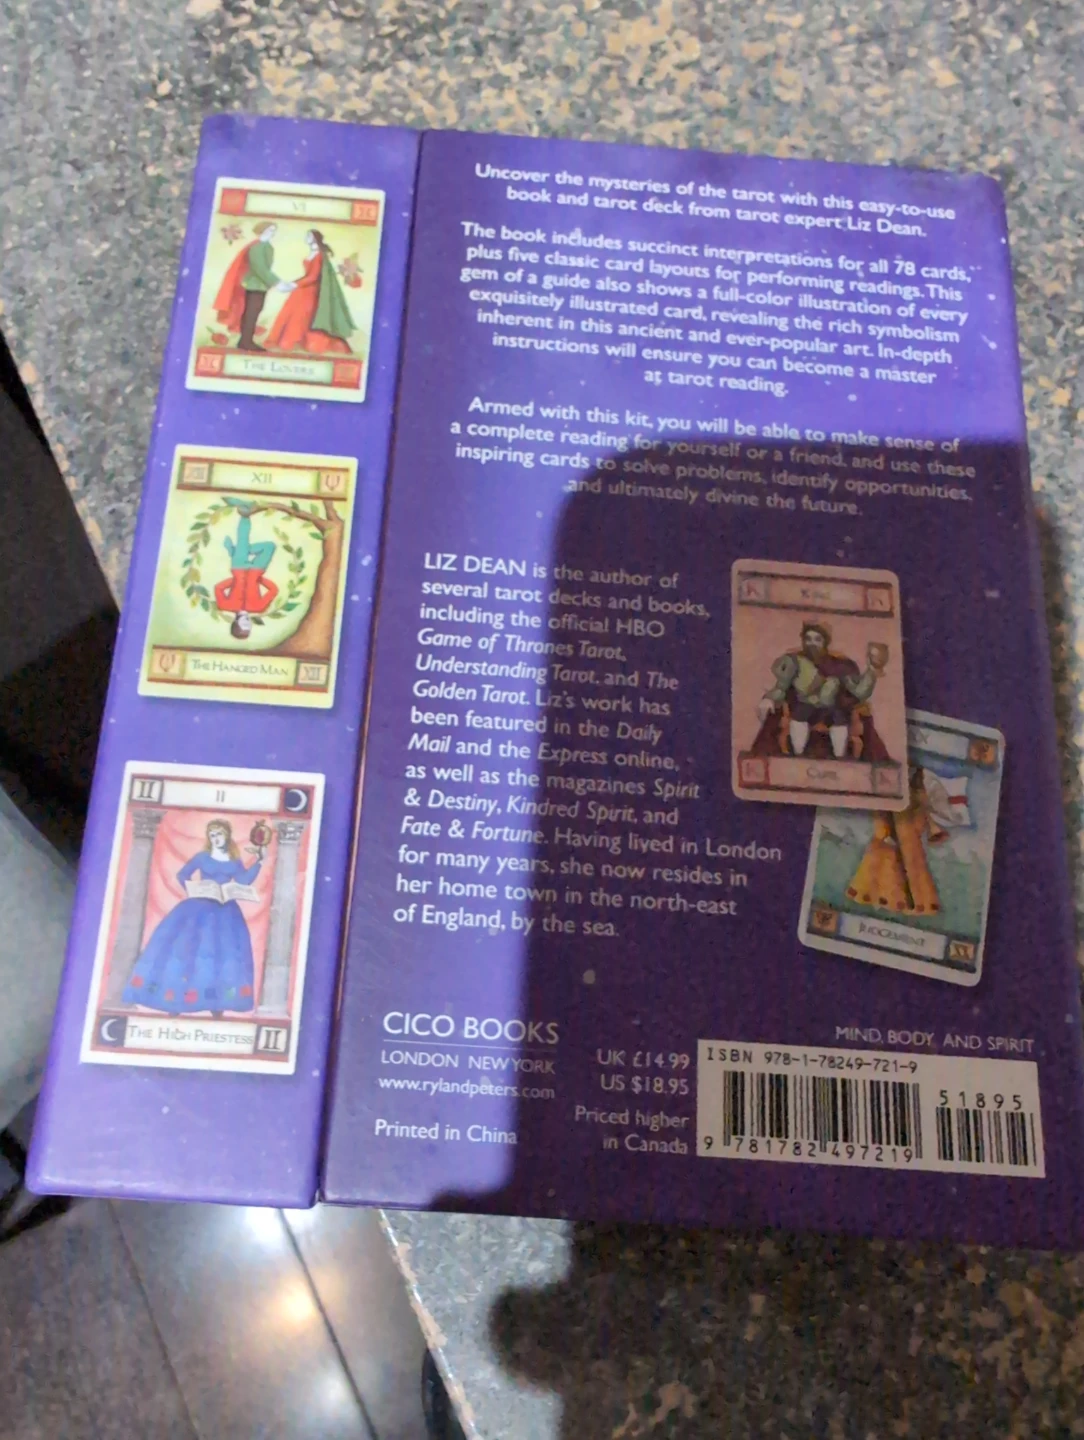 VI
THE LOVERS
XII
THE HANGED MAN
XII
II
II
THE HIGH PRIESTESS
II
Uncover the mysteries of the tarot with this easy-to-use
book and tarot deck from tarot expert Liz Dean.
The book includes succinct interpretations for all 78 cards,
plus five classic card layouts for performing readings. This
gem of a guide also shows a full-color illustration of every
exquisitely illustrated card, revealing the rich symbolism
inherent in this ancient and ever-popular art. In-depth
instructions will ensure you can become a master
at tarot reading.
Armed with this kit, you will be able to make sense of
a complete reading for yourself or a friend, and use these
inspiring cards to solve problems, identify opportunities,
and ultimately divine the future.
LIZ DEAN is the author of
several tarot decks and books,
including the official HBO
Game of Thrones Tarot,
Understanding Tarot, and The
Golden Tarot. Liz's work has
been featured in the Daily
Mail and the Express online,
as well as the magazines Spirit
& Destiny, Kindred Spirit, and
Fate & Fortune. Having lived in London
for many years, she now resides in
her home town in the north-east
of England, by the sea.
KING
K
K
CUPS
K
K
XX
JUDGEMENT
XX
CICO BOOKS
LONDON NEW YORK
www.rylandpeters.com
Printed in China
UK £14.99
US $18.95
Priced higher
in Canada
MIND, BODY, AND SPIRIT
ISBN 978-1-78249-721-9
51895
9 781782 497219